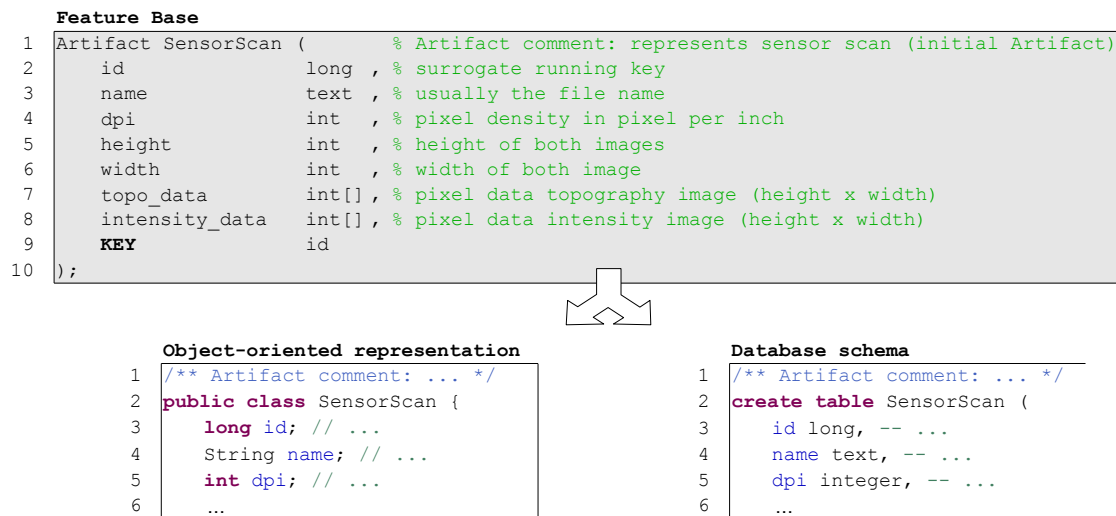 Feature Base
1 Artifact SensorScan ( % Artifact comment: represents sensor scan (initial Artifact)
2 id long , % surrogate running key
3 name text , % usually the file name
4 dpi int , % pixel density in pixel per inch
5 height int , % height of both images
6 width int , % width of both image
7 topo_data int[] , % pixel data topography image (height x width)
8 intensity_data int[] , % pixel data intensity image (height x width)
9 KEY id
10 );
Object-oriented representation
1 /** Artifact comment: ... */
2 public class SensorScan {
3 long id; // ...
4 String name; // ...
5 int dpi; // ...
6 ...
Database schema
1 /** Artifact comment: ... */
2 create table SensorScan (
3 id long, -- ...
4 name text, -- ...
5 dpi integer, -- ...
6 ...